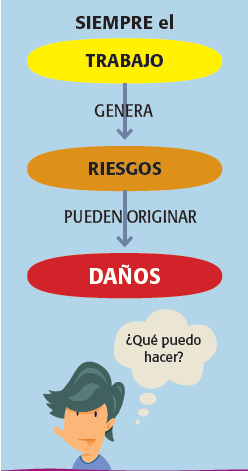 SIEMPRE el
TRABAJO
GENERA
RIESGOS
PUEDEN ORIGINAR
DAÑOS
¿Qué puedo
hacer?